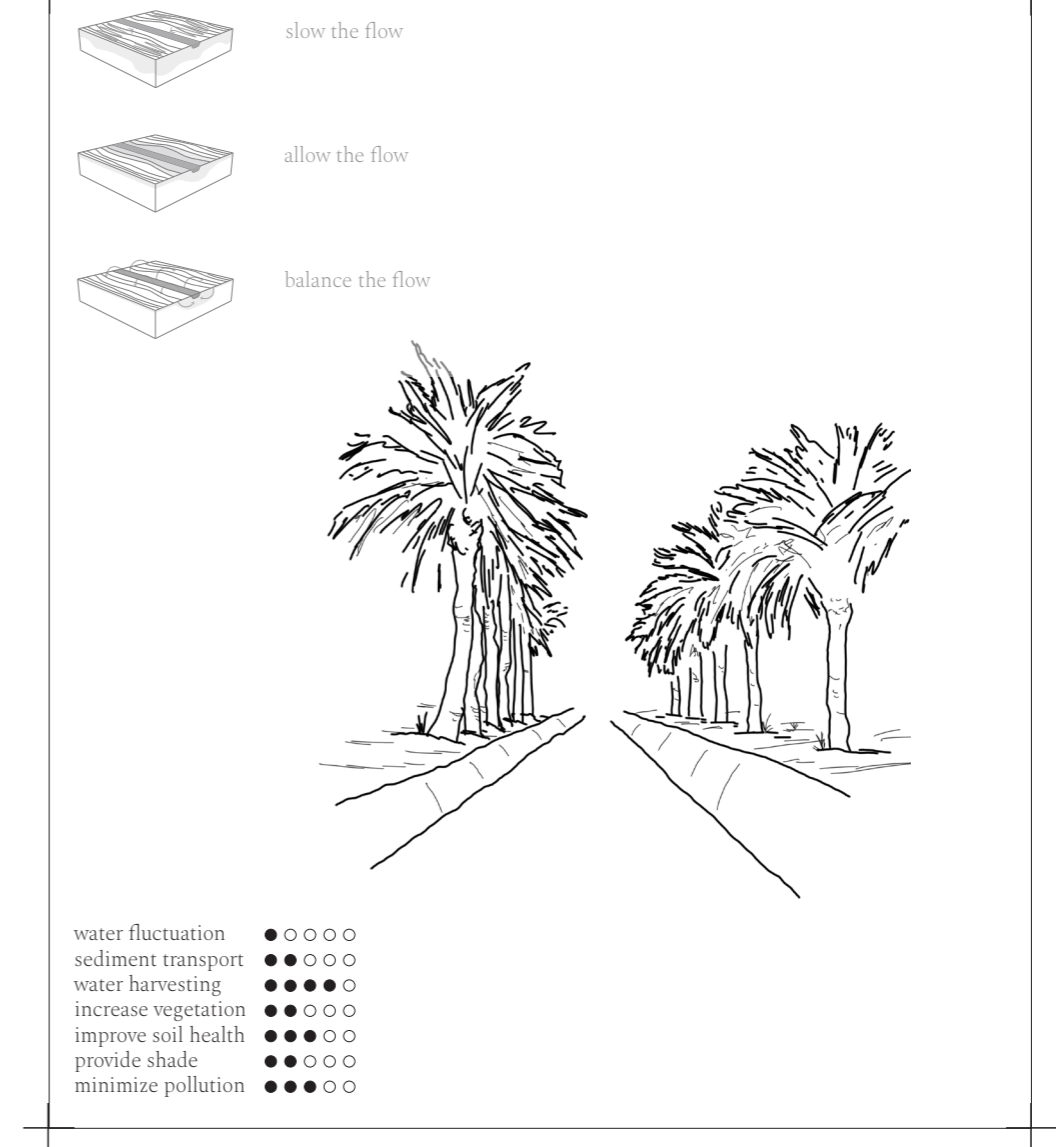 slow the flow
allow the flow
balance the flow
water fluctuation
sediment transport
water harvesting
increase vegetation
improve soil health
provide shade
minimize pollution